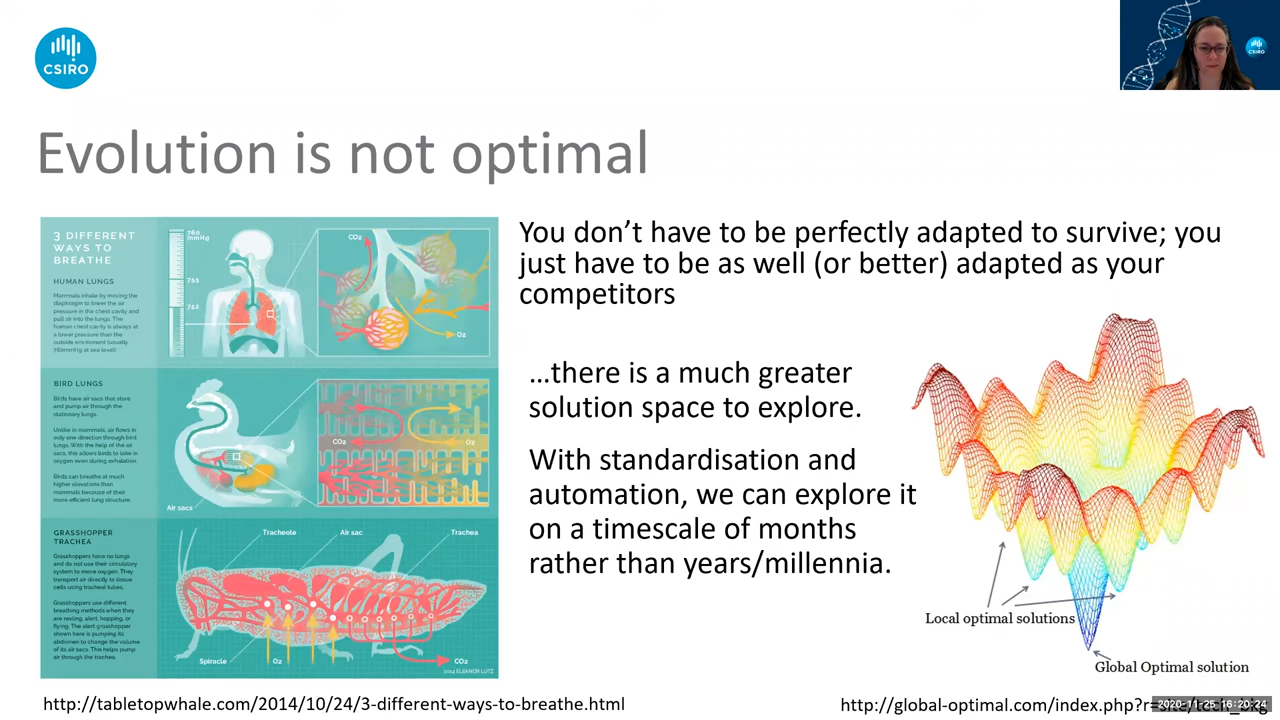 CSIRO
CSIRO
Evolution is not optimal
3 DIFFERENT
WAYS TO
BREATHE
HUMAN LUNGS
Mammals inhale by moving the
diaphragm to lower the air
pressure in the chest cavity and
pull air into the lungs. The
human chest cavity is always at
a lower pressure than the
outside environment (usually
760mmHg at sea level)
760
mmHg
755
752
CO2
O2
BIRD LUNGS
Birds have air sacs that store
and pump air through the
stationary lungs.
Unlike in mammals, air flows in
only one direction through bird
lungs. With the help of the air
sacs, this allows birds to take in
oxygen even during exhalation.
Birds can breathe at much
higher elevations than
mammals because of their
more efficient lung structure.
Air sacs
CO2
O2
GRASSHOPPER
TRACHEA
Grasshoppers have no lungs
and do not use their circulatory
system to move oxygen. They
transport air directly to tissue
cells using tracheal tubes.
Grasshoppers use different
breathing methods when they
are resting, alert, hopping, or
flying. The alert grasshopper
shown here is pumping its
abdomen to change the volume
of its air sacs. This helps pump
air through the trachea.
Tracheole
Air sac
Trachea
Spiracle
O2
CO2
2014 ELEANOR LUTZ
You don’t have to be perfectly adapted to survive; you
just have to be as well (or better) adapted as your
competitors
…there is a much greater
solution space to explore.
With standardisation and
automation, we can explore it
on a timescale of months
rather than years/millennia.
Local optimal solutions
Global Optimal solution
http://tabletopwhale.com/2014/10/24/3-different-ways-to-breathe.html
http://global-optimal.com/index.php?r=site/tech_bkg
2020-11-25 16:20:24